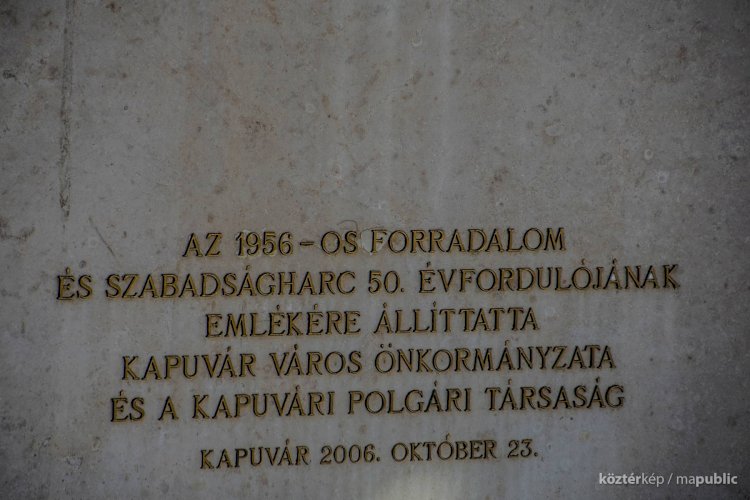 AZ 1956-OS FORRADALOM
ÉS SZABADSÁGHARC 50. ÉVFORDULÓJÁNAK
EMLÉKÉRE ÁLLÍTTATTA
KAPUVÁR VÁROS ÖNKORMÁNYZATA
ÉS A KAPUVÁRI POLGÁRI TÁRSASÁG
KAPUVÁR 2006. OKTÓBER 23.
köztérkép / mapublic